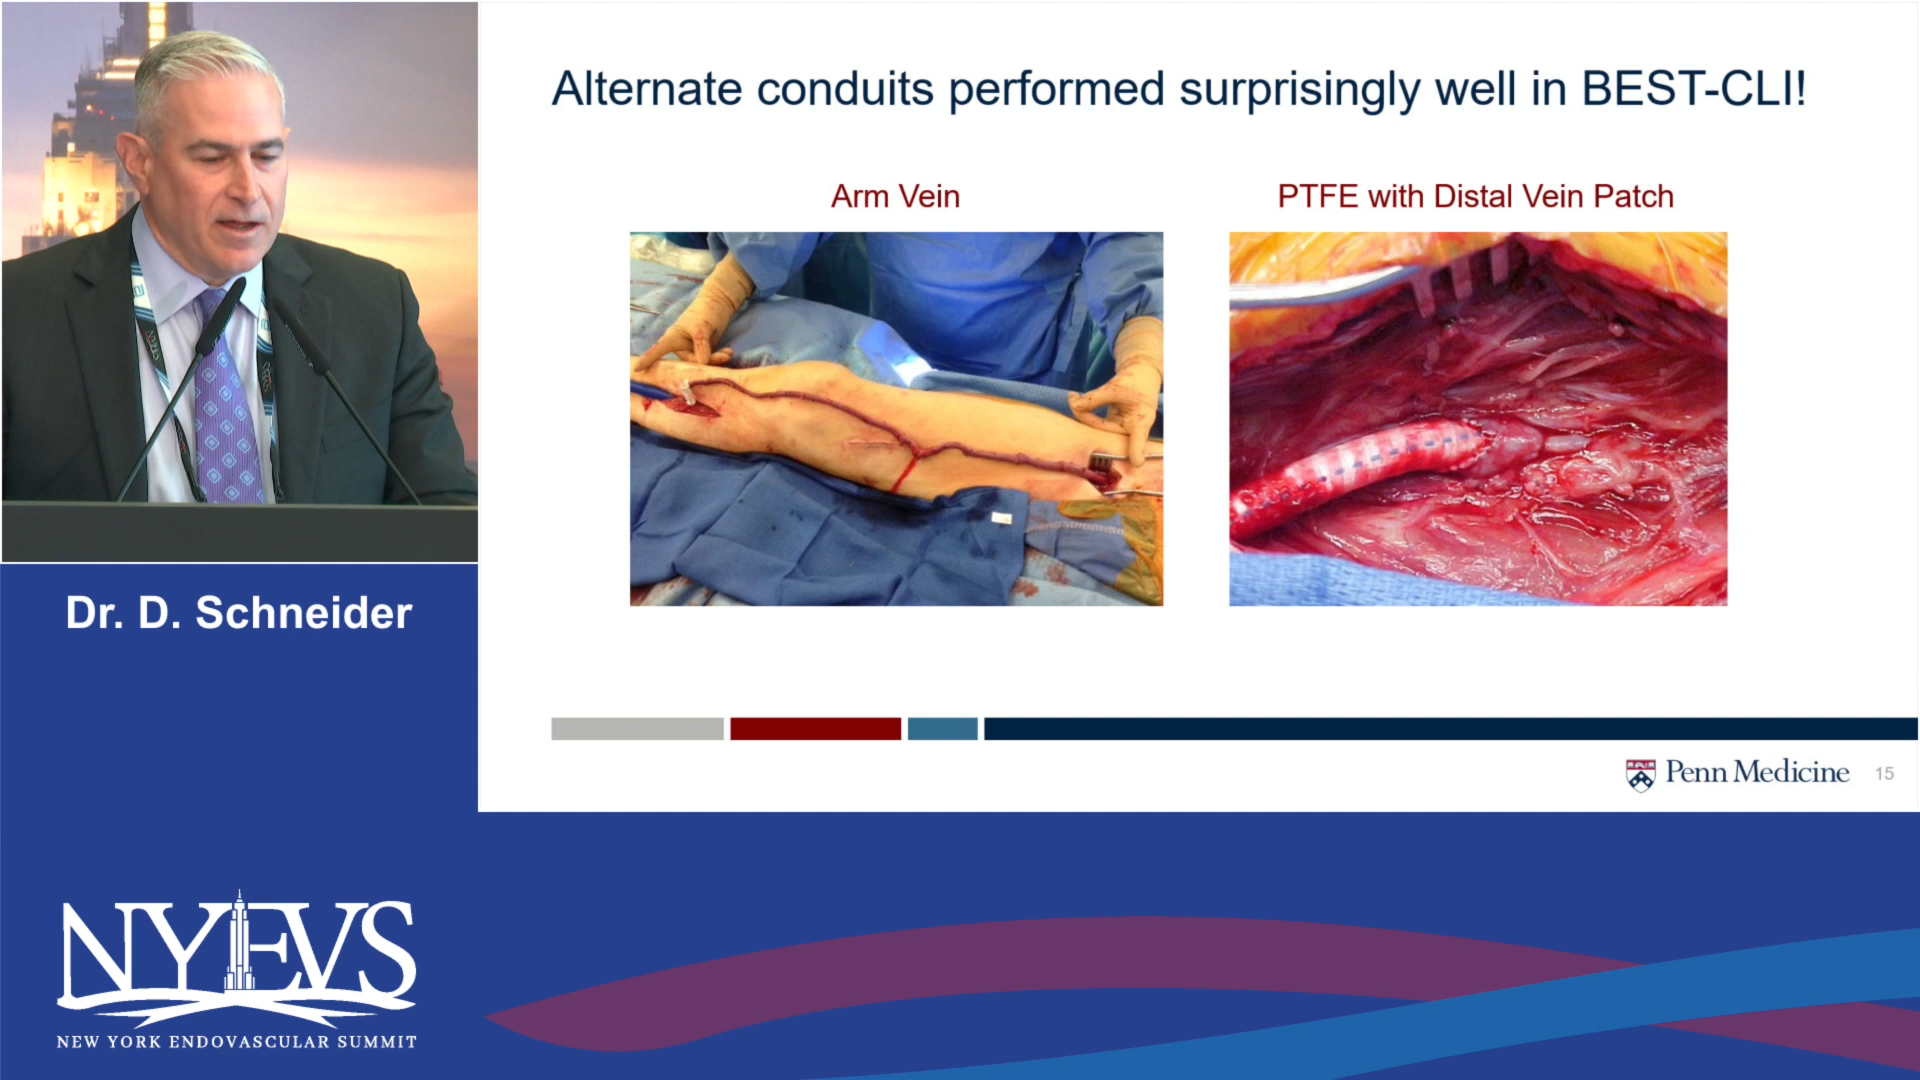 Alternate conduits performed surprisingly well in BEST-CLI!
Arm Vein
PTFE with Distal Vein Patch
Dr. D. Schneider
Penn Medicine
15
NYEVS
NEW YORK ENDOVASCULAR SUMMIT